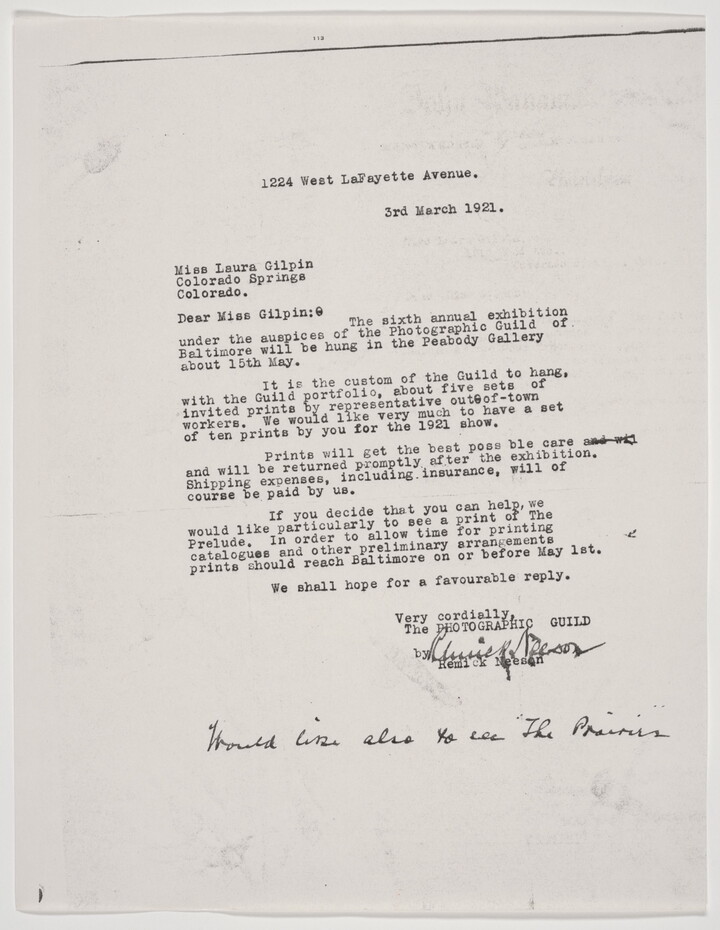 113
1224 West LaFayette Avenue.
3rd March 1921.
Miss Laura Gilpin
Colorado Springs
Colorado.
Dear Miss Gilpin:
The sixth annual exhibition
under the auspices of the Photographic Guild of
Baltimore will be hung in the Peabody Gallery
about 15th May.
It is the custom of the Guild to hang,
with the Guild portfolio, about five sets of
invited prints by representative out-of-town
workers. We would like very much to have a set
of ten prints by you for the 1921 show.
Prints will get the best poss ble care and wil
and will be returned promptly after the exhibition.
Shipping expenses, including insurance, will of
course be paid by us.
If you decide that you can help, we
would like particularly to see a print of The
Prelude. In order to allow time for printing
catalogues and other preliminary arrangements
prints should reach Baltimore on or before May 1st.
We shall hope for a favourable reply.
Very cordially,
The PHOTOGRAPHIC GUILD
by Remick Neeson
Remick Neeson
Would like also to see "The Prairies